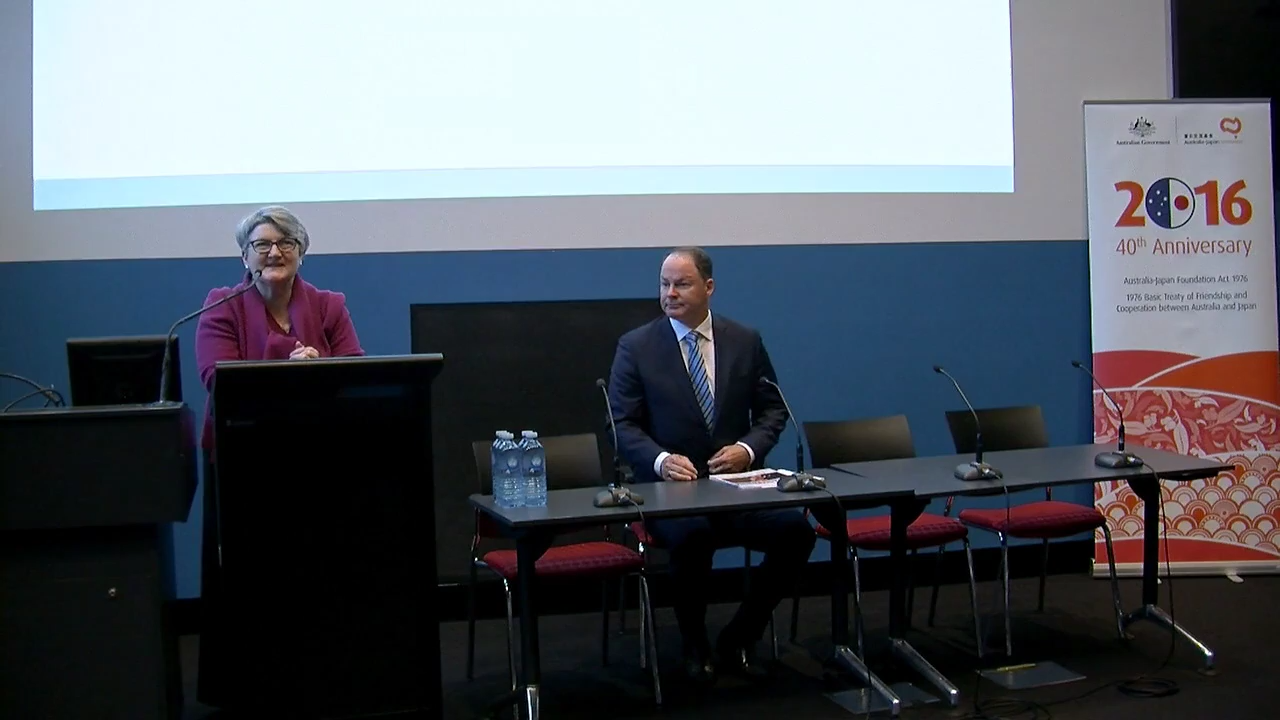 Australian Government
Australia-Japan
2016
40th Anniversary
Australia-Japan Foundation Act 1976
1976 Basic Treaty of Friendship and
Cooperation between Australia and Japan